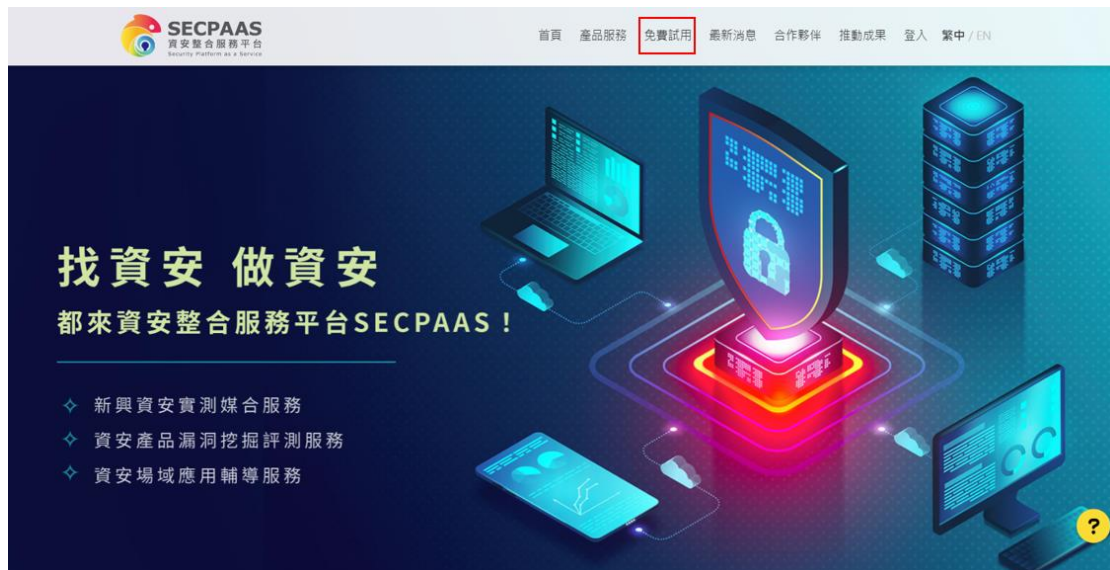 SECPAAS
資安整合服務平台
Security Platform as a Service
首頁 產品服務 免費試用 最新消息 合作夥伴 推動成果 登入 繁中 / EN
找資安 做資安
都來資安整合服務平台SECPAAS！
新興資安實測媒合服務
資安產品漏洞挖掘評測服務
資安場域應用輔導服務
?